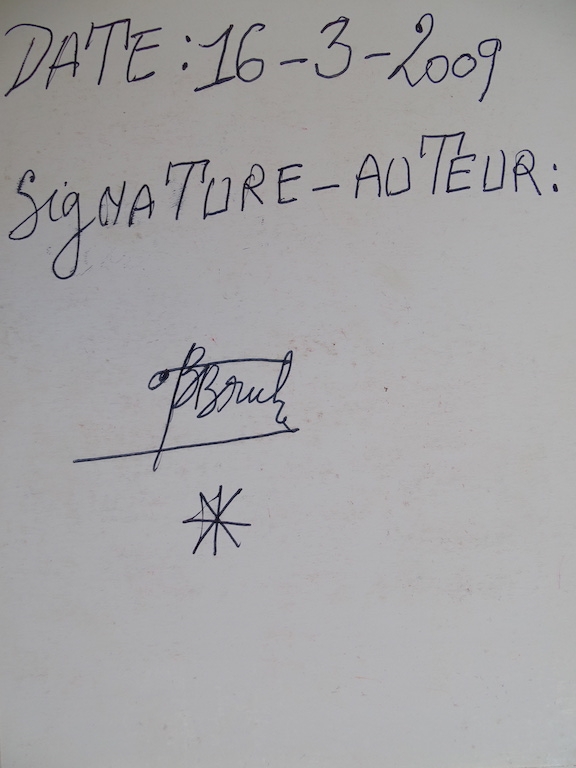 DATE : 16 - 3 - 2009
SigNATURE - AUTEUR :